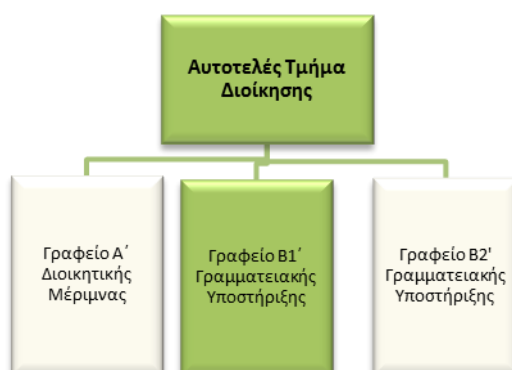 Αυτοτελές Τμήμα
Διοίκησης
Γραφείο Α΄
Διοικητικής
Μέριμνας
Γραφείο Β1΄
Γραμματειακής
Υποστήριξης
Γραφείο Β2'
Γραμματειακής
Υποστήριξης